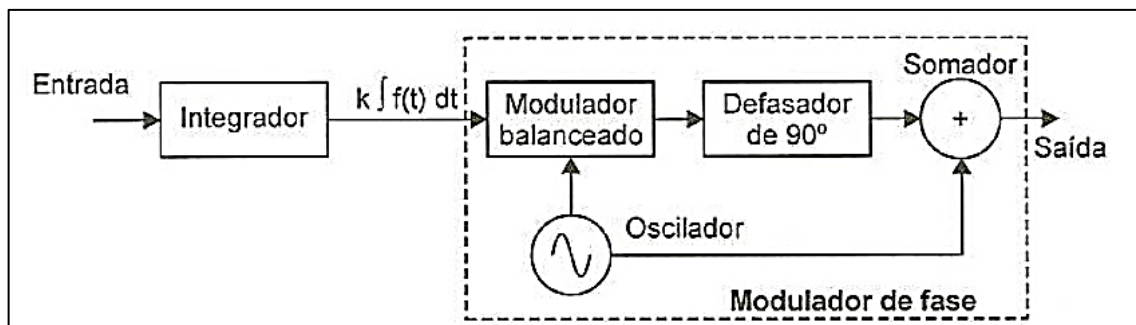 Entrada
Integrador
k ∫ f(t) dt
Modulador
balanceado
Defasador
de 90º
Somador
+
Saída
Oscilador
Modulador de fase